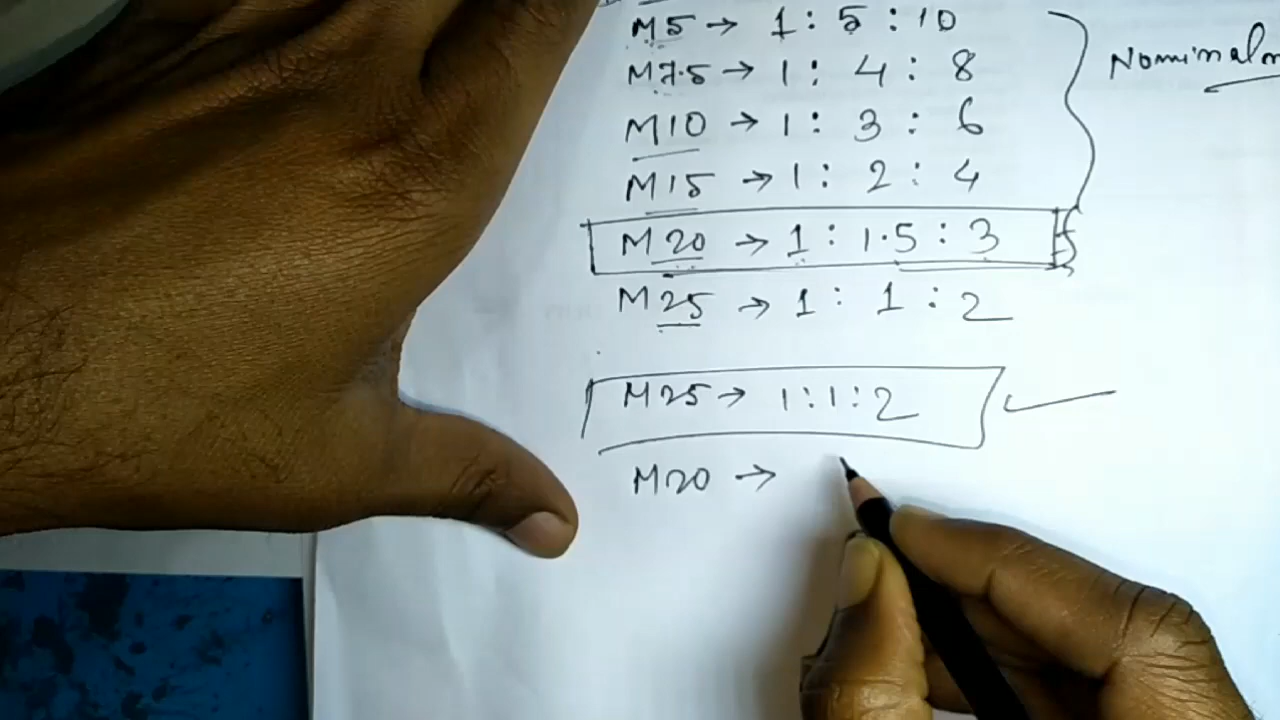 M5 → 1 : 5 : 10
M7.5 → 1 : 4 : 8
M10 → 1 : 3 : 6
M15 → 1 : 2 : 4
M20 → 1 : 1.5 : 3
M25 → 1 : 1 : 2
Nominal
M25 → 1 : 1 : 2
M20 →